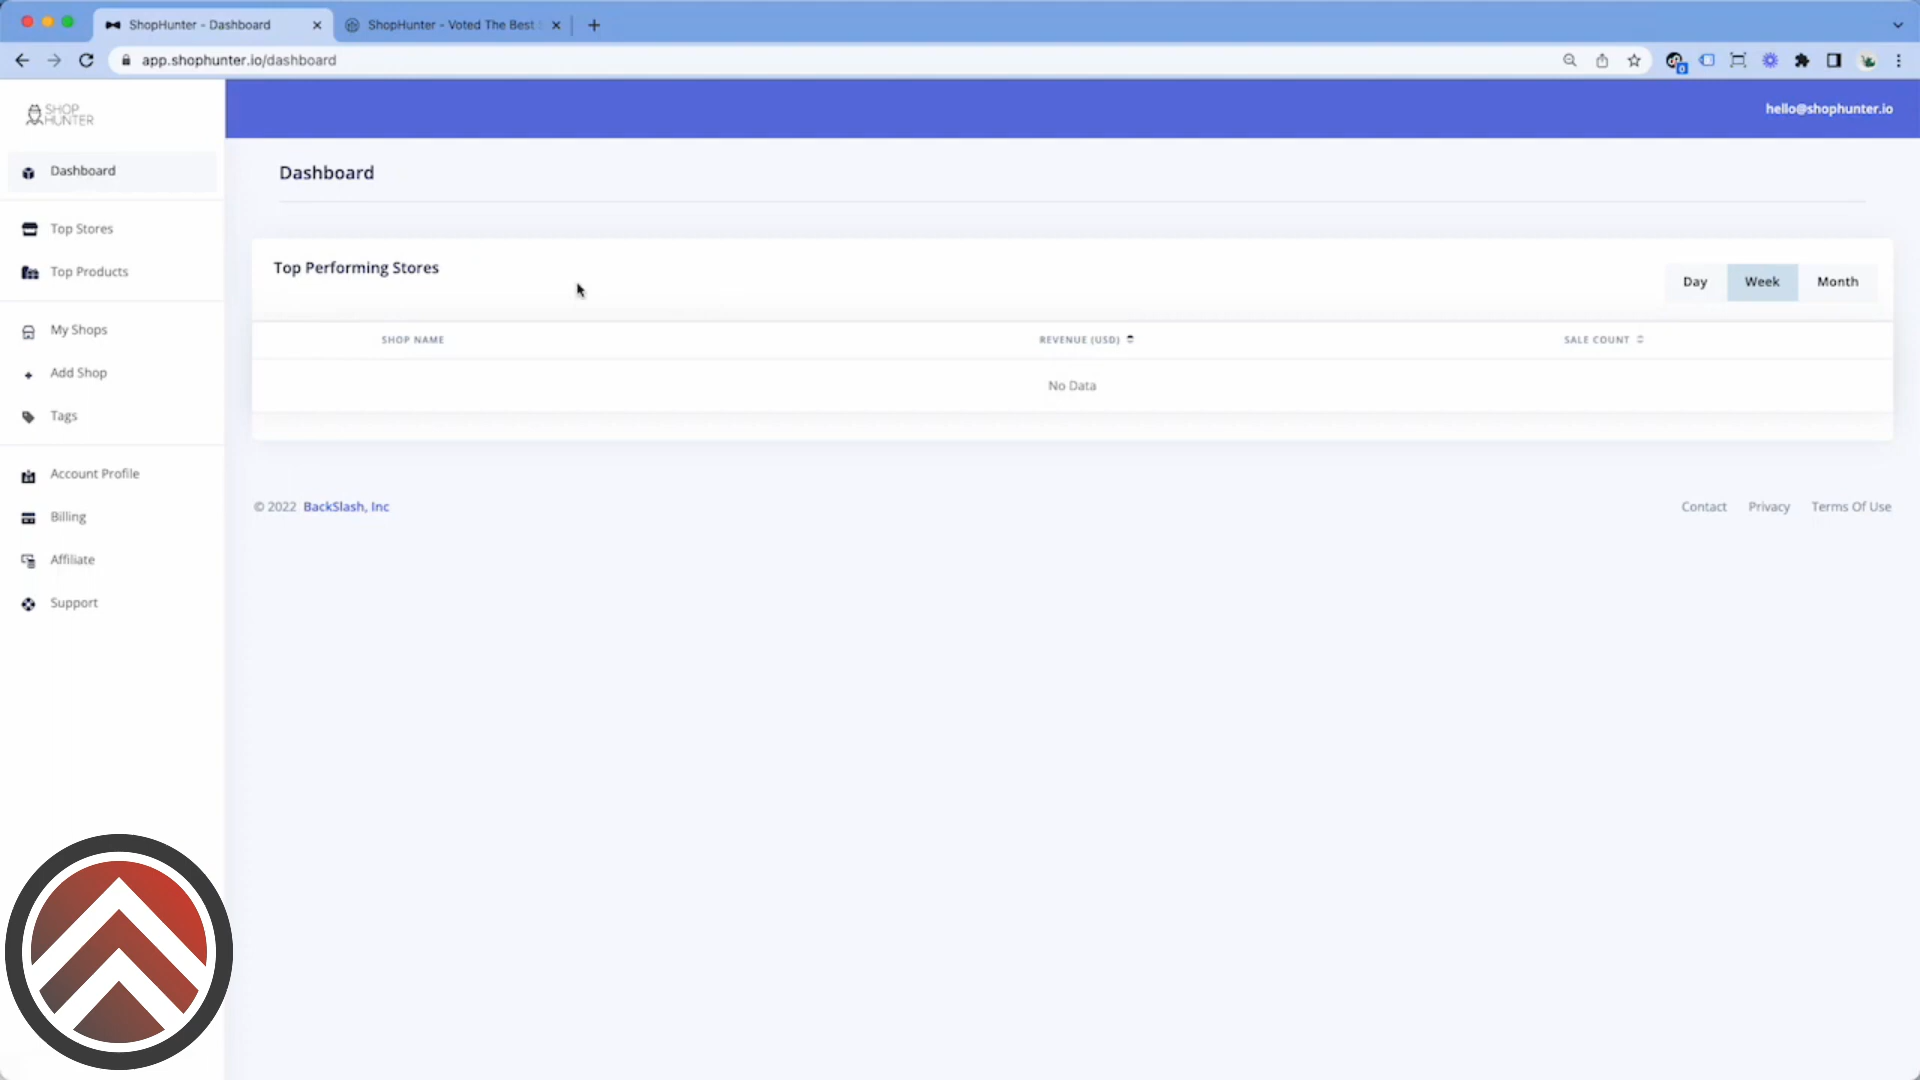 ShopHunter - Dashboard
ShopHunter - Voted The Best
app.shophunter.io/dashboard
SHOP
HUNTER
hello@shophunter.io
Dashboard
Dashboard
Top Stores
Top Products
My Shops
Add Shop
Tags
Account Profile
Billing
Affiliate
Support
Top Performing Stores
Day Week Month
SHOP NAME REVENUE (USD) SALE COUNT
No Data
© 2022 BackSlash, Inc
Contact Privacy Terms Of Use